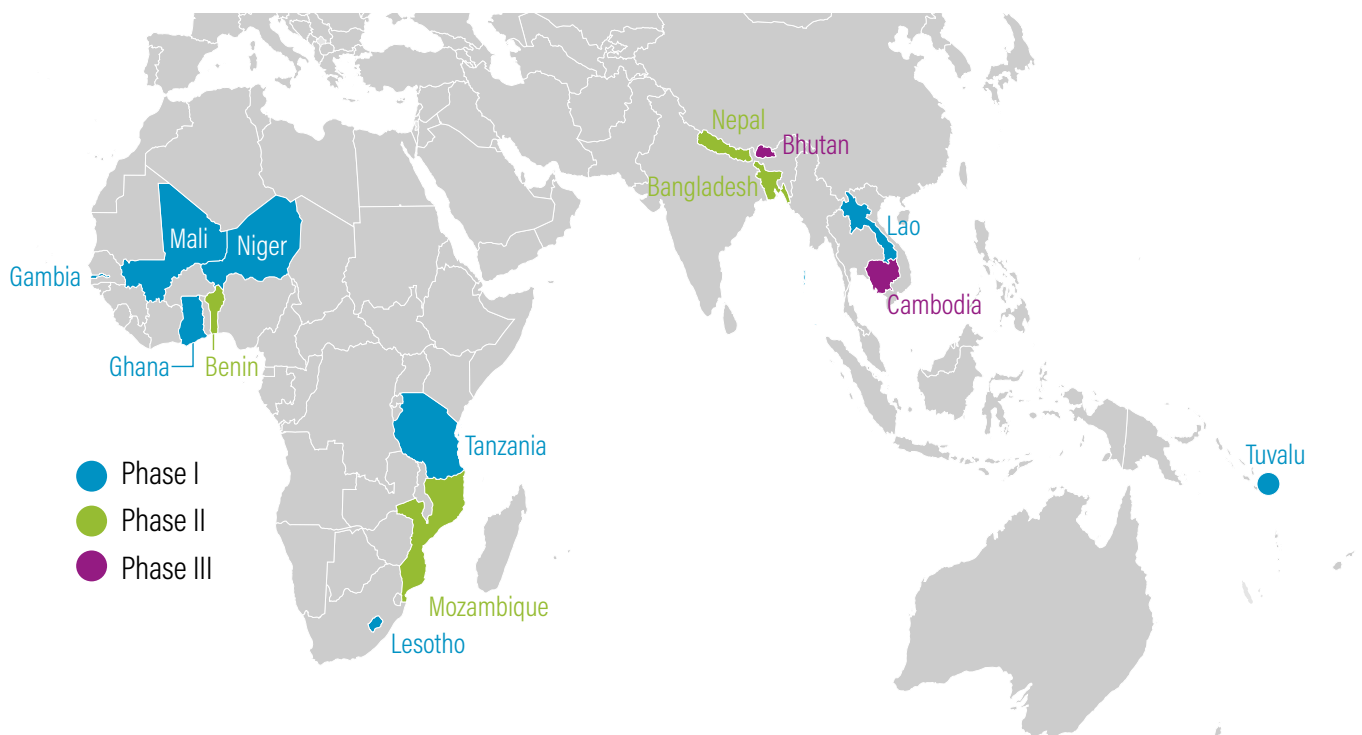 Nepal
Bhutan
Bangladesh
Mali
Niger
Lao
Gambia
Cambodia
Ghana
Benin
Tanzania
Tuvalu
Phase I
Phase II
Phase III
Mozambique
Lesotho